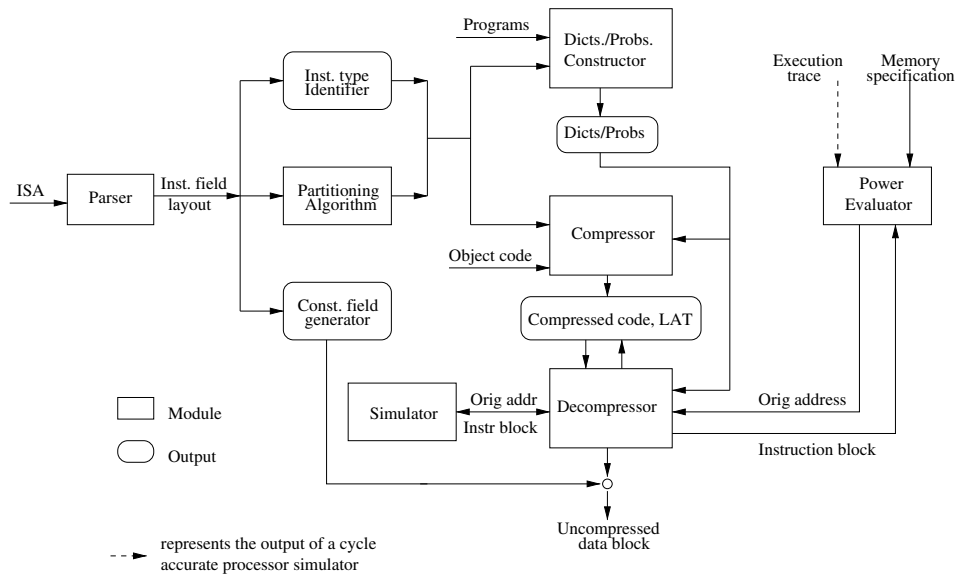 Programs
Dicts./Probs.
Constructor
Execution
trace
Memory
specification
Inst. type
Identifier
Dicts/Probs
ISA
Parser
Inst. field
layout
Partitioning
Algorithm
Power
Evaluator
Compressor
Object code
Const. field
generator
Compressed code, LAT
Simulator
Orig addr
Instr block
Decompressor
Orig address
Instruction block
Module
Output
Uncompressed
data block
represents the output of a cycle
accurate processor simulator